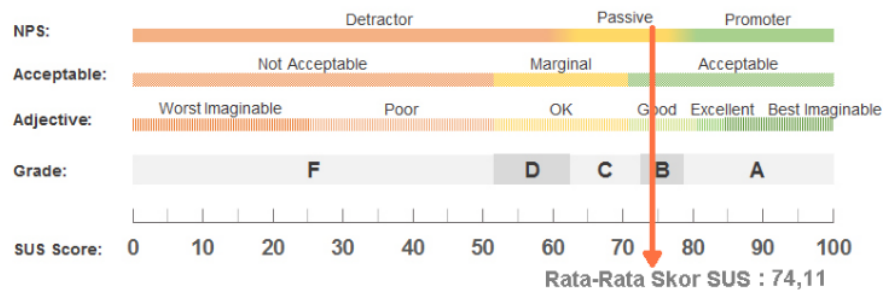 NPS: Detractor Passive Promoter
Acceptable: Not Acceptable Marginal Acceptable
Adjective: Worst Imaginable Poor OK Good Excellent Best Imaginable
Grade: F D C B A
SUS Score: 0 10 20 30 40 50 60 70 80 90 100
Rata-Rata Skor SUS : 74,11